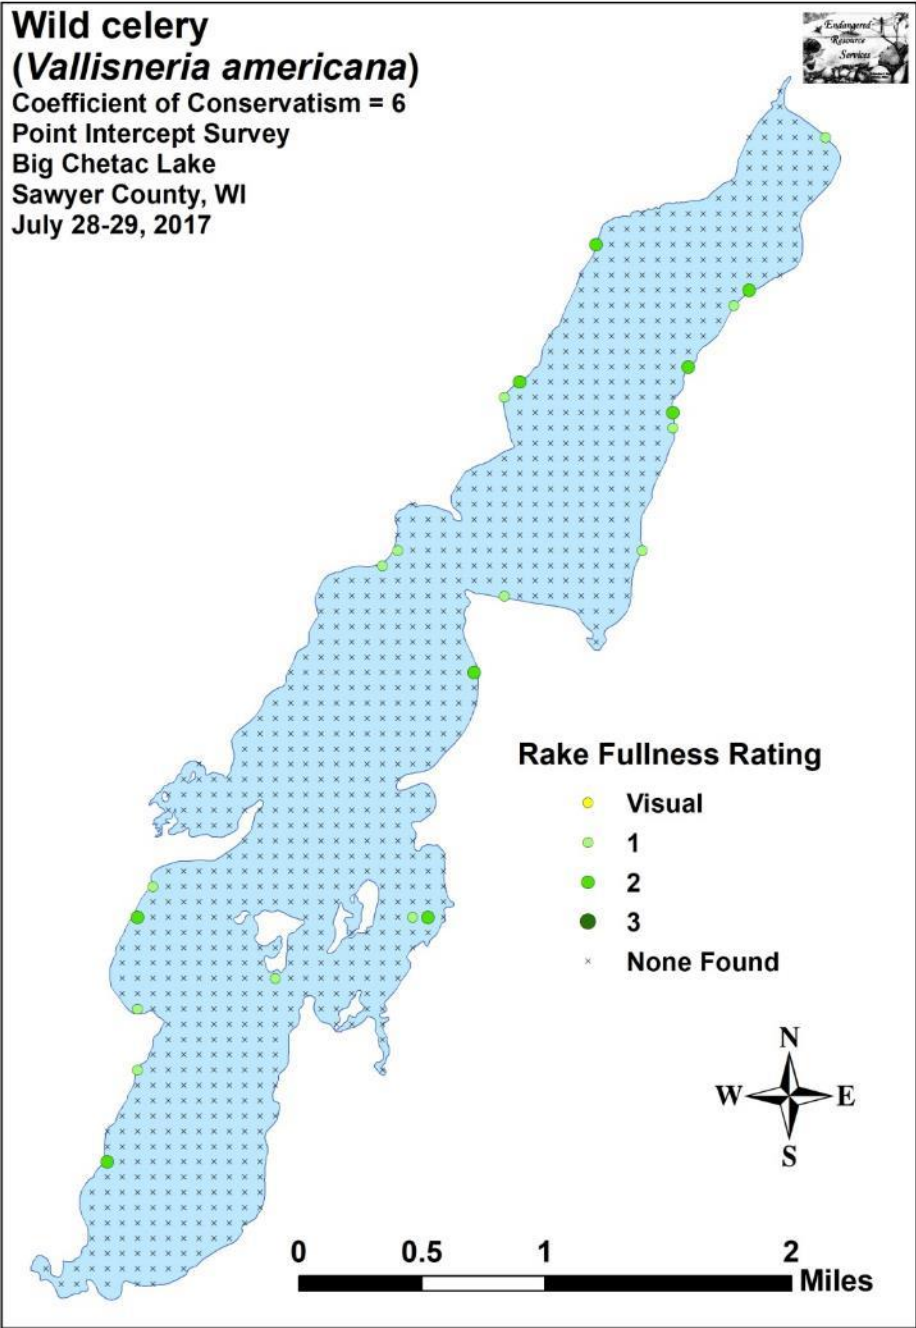 Wild celery
(Vallisneria americana)
Coefficient of Conservatism = 6
Point Intercept Survey
Big Chetac Lake
Sawyer County, WI
July 28-29, 2017
Endangered
Resource
Services
Rake Fullness Rating
Visual
1
2
3
None Found
N
W E
S
0 0.5 1 2
Miles